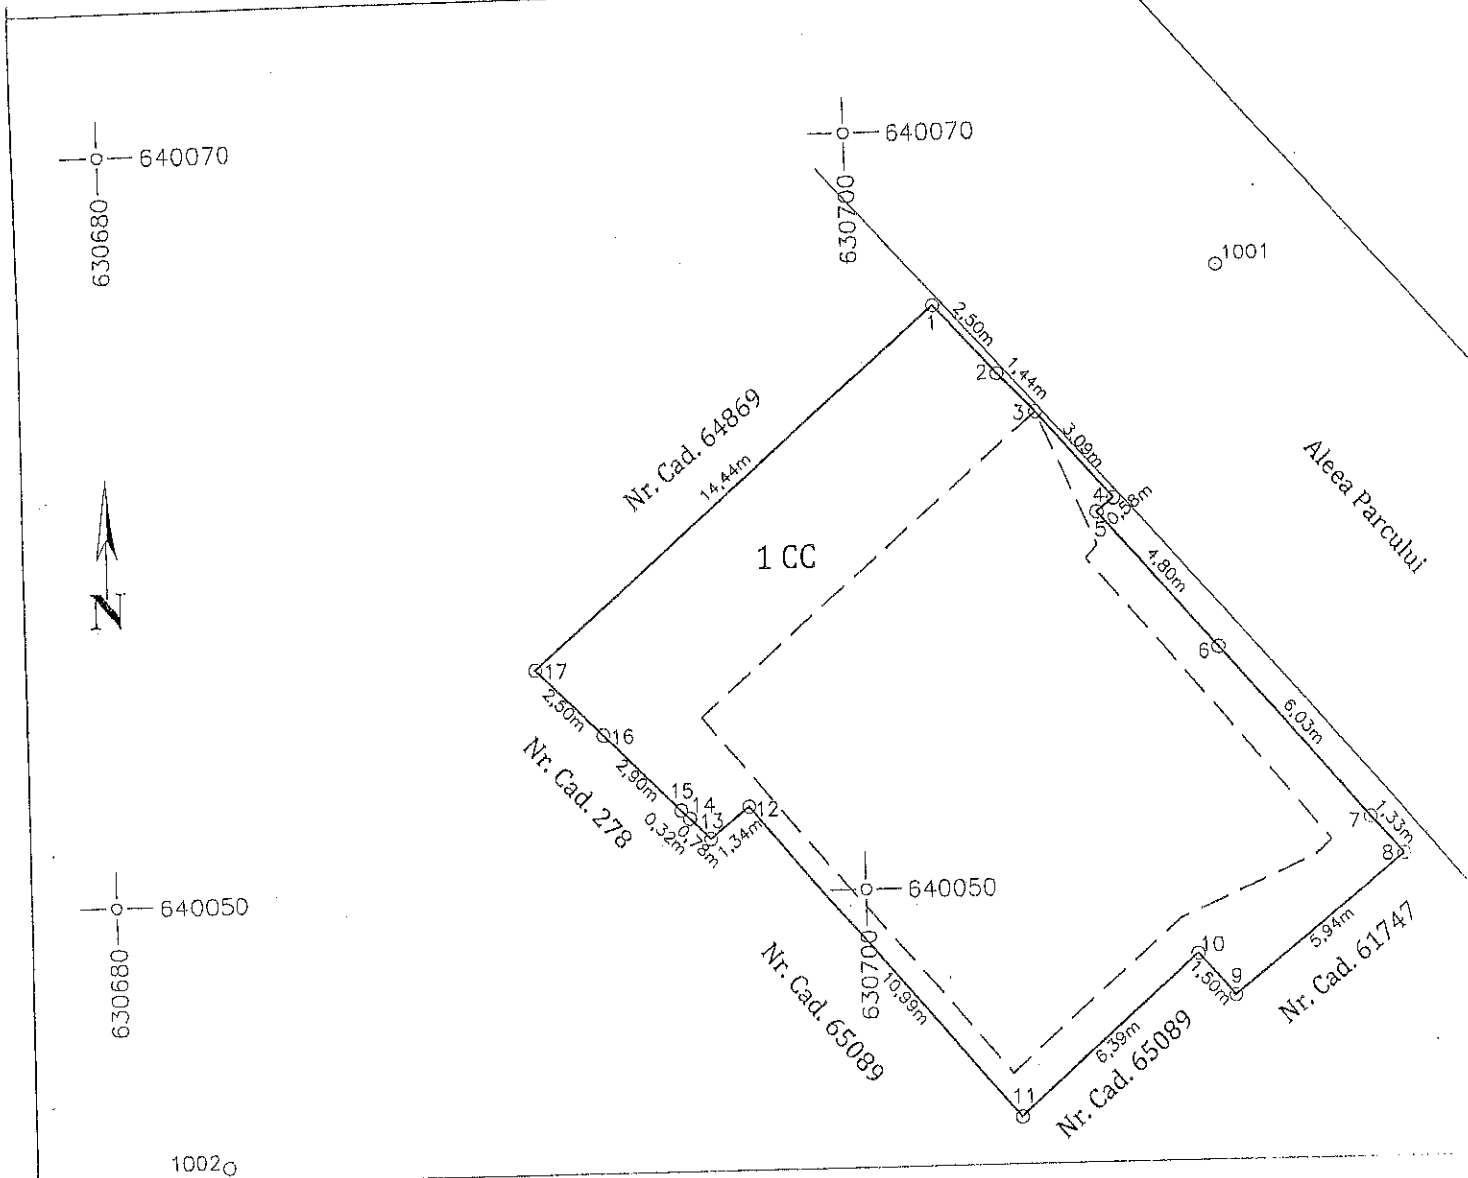 640070
640070
630680
630700
1001
1
2,50m
2
1,44m
3
3,09m
Nr. Cad. 64869
14,44m
4
0,58m
5
Aleea Parcului
4,80m
1 CC
N
6
17
2,50m
16
6,03m
Nr. Cad. 278
2,90m
15
14
13
12
0,32m
0,78m
1,34m
7
1,33m
8
640050
640050
630680
630700
10
5,94m
Nr. Cad. 61747
9
1,50m
Nr. Cad. 65089
10,99m
6,39m
Nr. Cad. 65089
11
1002